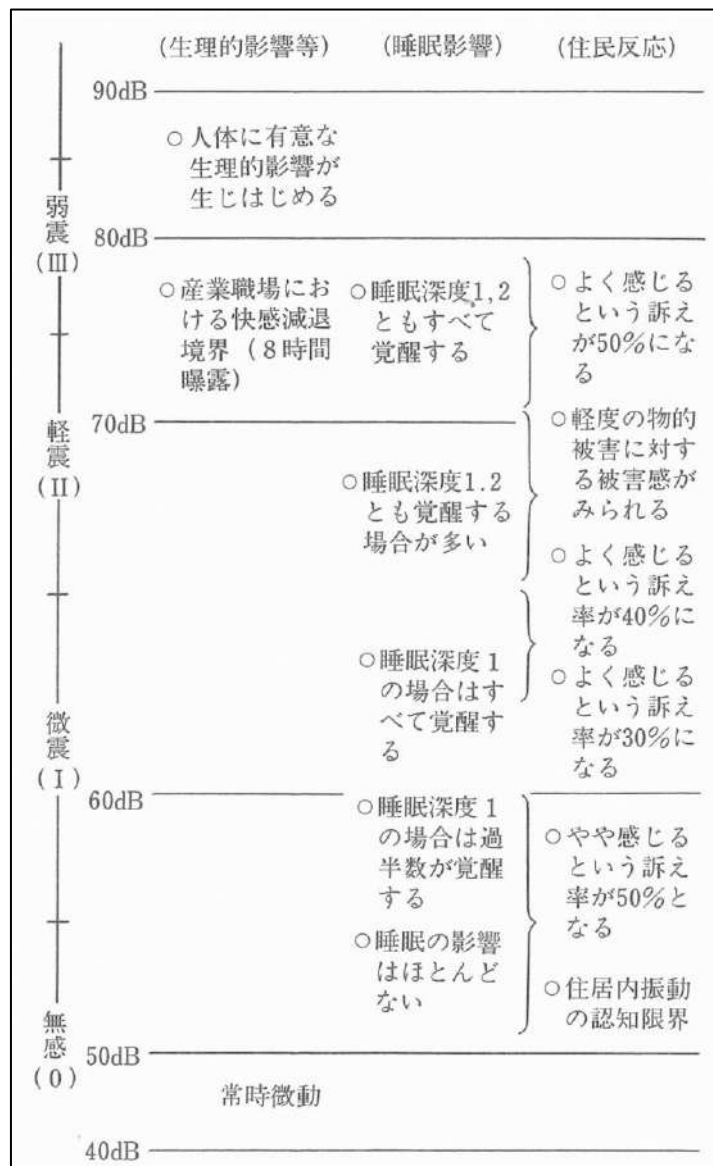 (生理的影響等) (睡眠影響) (住民反応)
90dB
○人体に有意な
生理的影響が
生じはじめる
弱震
(Ⅲ)
80dB
○産業職場にお
ける快感減退
境界(8時間
曝露)
○睡眠深度1,2
ともすべて
覚醒する
○よく感じる
という訴え
が50%にな
る
軽震
(Ⅱ)
70dB
○睡眠深度1.2
とも覚醒する
場合が多い
○軽度の物的
被害に対す
る被害感が
みられる
○よく感じる
という訴え
率が40%に
なる
微震
(Ⅰ)
○睡眠深度1
の場合はす
べて覚醒す
る
○よく感じる
という訴え
率が30%に
なる
60dB
○睡眠深度1
の場合は過
半数が覚醒
する
○やや感じる
という訴え
率が50%と
なる
○睡眠の影響
はほとんど
ない
○住居内振動
の認知限界
無感
(0)
50dB
常時微動
40dB